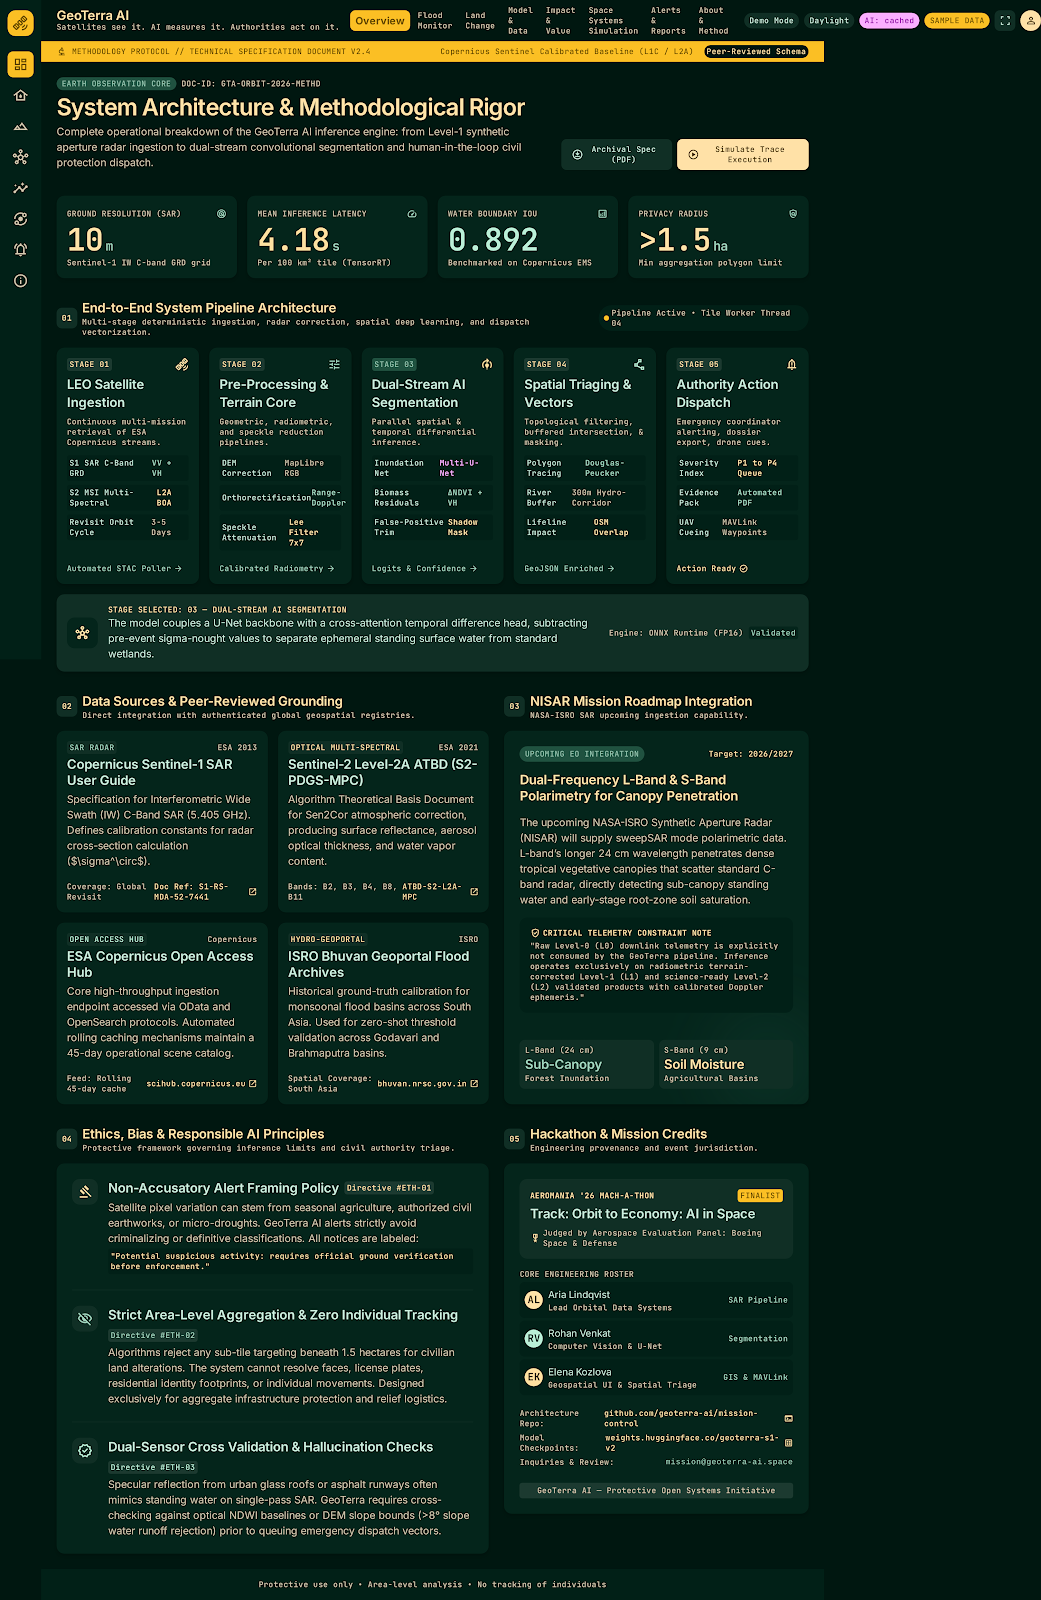 GeoTerra AI
Satellites see it. AI measures it. Authorities act on it.
Overview
Flood Monitor
Land Change
Model & Data
Impact & Value
Space Systems Simulation
Alerts & Reports
About & Method
Demo Mode
Daylight
AI: cached
SAMPLE DATA
METHODOLOGY PROTOCOL // TECHNICAL SPECIFICATION DOCUMENT V2.4
Copernicus Sentinel Calibrated Baseline (L1C / L2A)
Peer-Reviewed Schema
EARTH OBSERVATION CORE
DOC-ID: GTA-ORBIT-2026-METHD
System Architecture & Methodological Rigor
Complete operational breakdown of the GeoTerra AI inference engine: from Level-1 synthetic
aperture radar ingestion to dual-stream convolutional segmentation and human-in-the-loop civil
protection dispatch.
Archival Spec
(PDF)
Simulate Trace
Execution
GROUND RESOLUTION (SAR)
10 m
Sentinel-1 IW C-band GRD grid
MEAN INFERENCE LATENCY
4.18 s
Per 100 km² tile (TensorRT)
WATER BOUNDARY IOU
0.892
Benchmarked on Copernicus EMS
PRIVACY RADIUS
>1.5 ha
Min aggregation polygon limit
01
End-to-End System Pipeline Architecture
Multi-stage deterministic ingestion, radar correction, spatial deep learning, and dispatch
vectorization.
Pipeline Active • Tile Worker Thread
04
STAGE 01
LEO Satellite
Ingestion
Continuous multi-mission
retrieval of ESA
Copernicus streams.
S1 SAR C-Band GRD
VV + VH
S2 MSI Multi-Spectral
L2A BOA
Revisit Orbit Cycle
3-5 Days
Automated STAC Poller →
STAGE 02
Pre-Processing &
Terrain Core
Geometric, radiometric,
and speckle reduction
pipelines.
DEM Correction
MapLibre RGB
Orthorectification
Range-Doppler
Speckle Attenuation
Lee Filter 7x7
Calibrated Radiometry →
STAGE 03
Dual-Stream AI
Segmentation
Parallel spatial &
temporal differential
inference.
Inundation Net
Multi-U-Net
Biomass Residuals
ΔNDVI + VH
False-Positive Trim
Shadow Mask
Logits & Confidence →
STAGE 04
Spatial Triaging &
Vectors
Topological filtering,
buffered intersection, &
masking.
Polygon Tracing
Douglas-Peucker
River Buffer
300m Hydro-Corridor
Lifeline Impact
OSM Overlap
GeoJSON Enriched →
STAGE 05
Authority Action
Dispatch
Emergency coordinator
alerting, dossier
export, drone cues.
Severity Index
P1 to P4 Queue
Evidence Pack
Automated PDF
UAV Cueing
MAVLink Waypoints
Action Ready
STAGE SELECTED: 03 — DUAL-STREAM AI SEGMENTATION
The model couples a U-Net backbone with a cross-attention temporal difference head, subtracting
pre-event sigma-nought values to separate ephemeral standing surface water from standard
wetlands.
Engine: ONNX Runtime (FP16)
Validated
02
Data Sources & Peer-Reviewed Grounding
Direct integration with authenticated global geospatial registries.
SAR RADAR
ESA 2013
Copernicus Sentinel-1 SAR
User Guide
Specification for Interferometric Wide
Swath (IW) C-Band SAR (5.405 GHz).
Defines calibration constants for radar
cross-section calculation
($\sigma^\circ$).
Coverage: Global
Revisit
Doc Ref: S1-RS-
MDA-52-7441
OPTICAL MULTI-SPECTRAL
ESA 2021
Sentinel-2 Level-2A ATBD (S2-
PDGS-MPC)
Algorithm Theoretical Basis Document
for Sen2Cor atmospheric correction,
producing surface reflectance, aerosol
optical thickness, and water vapor
content.
Bands: B2, B3, B4, B8,
B11
ATBD-S2-L2A-
MPC
OPEN ACCESS HUB
Copernicus
ESA Copernicus Open Access
Hub
Core high-throughput ingestion
endpoint accessed via OData and
OpenSearch protocols. Automated
rolling caching mechanisms maintain a
45-day operational scene catalog.
Feed: Rolling
45-day cache
scihub.copernicus.eu
HYDRO-GEOPORTAL
ISRO
ISRO Bhuvan Geoportal Flood
Archives
Historical ground-truth calibration for
monsoonal flood basins across South
Asia. Used for zero-shot threshold
validation across Godavari and
Brahmaputra basins.
Spatial Coverage:
South Asia
bhuvan.nrsc.gov.in
03
NISAR Mission Roadmap Integration
NASA-ISRO SAR upcoming ingestion capability.
UPCOMING EO INTEGRATION
Target: 2026/2027
Dual-Frequency L-Band & S-Band
Polarimetry for Canopy Penetration
The upcoming NASA-ISRO Synthetic Aperture Radar
(NISAR) will supply sweepSAR mode polarimetric data.
L-band's longer 24 cm wavelength penetrates dense
tropical vegetative canopies that scatter standard C-
band radar, directly detecting sub-canopy standing
water and early-stage root-zone soil saturation.
CRITICAL TELEMETRY CONSTRAINT NOTE
"Raw Level-0 (L0) downlink telemetry is explicitly
not consumed by the GeoTerra pipeline. Inference
operates exclusively on radiometric terrain-
corrected Level-1 (L1) and science-ready Level-2
(L2) validated products with calibrated Doppler
ephemeris."
L-Band (24 cm)
Sub-Canopy
Forest Inundation
S-Band (9 cm)
Soil Moisture
Agricultural Basins
04
Ethics, Bias & Responsible AI Principles
Protective framework governing inference limits and civil authority triage.
Non-Accusatory Alert Framing Policy
Directive #ETH-01
Satellite pixel variation can stem from seasonal agriculture, authorized civil
earthworks, or micro-droughts. GeoTerra AI alerts strictly avoid
criminalizing or definitive classifications. All notices are labeled:
"Potential suspicious activity: requires official ground verification
before enforcement."
Strict Area-Level Aggregation & Zero Individual Tracking
Directive #ETH-02
Algorithms reject any sub-tile targeting beneath 1.5 hectares for civilian
land alterations. The system cannot resolve faces, license plates,
residential identity footprints, or individual movements. Designed
exclusively for aggregate infrastructure protection and relief logistics.
Dual-Sensor Cross Validation & Hallucination Checks
Directive #ETH-03
Specular reflection from urban glass roofs or asphalt runways often
mimics standing water on single-pass SAR. GeoTerra requires cross-
checking against optical NDWI baselines or DEM slope bounds (>8° slope
water runoff rejection) prior to queuing emergency dispatch vectors.
05
Hackathon & Mission Credits
Engineering provenance and event jurisdiction.
AEROMANIA '26 MACH-A-THON
FINALIST
Track: Orbit to Economy: AI in Space
Judged by Aerospace Evaluation Panel: Boeing
Space & Defense
CORE ENGINEERING ROSTER
AL
Aria Lindqvist
Lead Orbital Data Systems
SAR Pipeline
RV
Rohan Venkat
Computer Vision & U-Net
Segmentation
EK
Elena Kozlova
Geospatial UI & Spatial Triage
GIS & MAVLink
Architecture
Repo:
github.com/geoterra-ai/mission-
control
Model
Checkpoints:
weights.huggingface.co/geoterra-s1-
v2
Inquiries & Review:
mission@geoterra-ai.space
GeoTerra AI — Protective Open Systems Initiative
Protective use only • Area-level analysis • No tracking of individuals